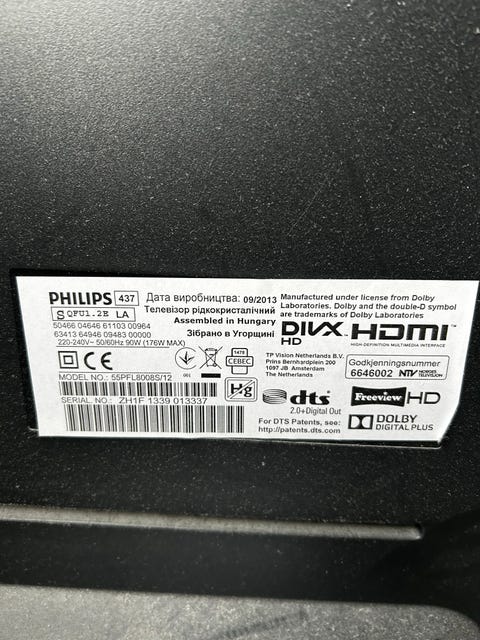 PHILIPS 437
S QFU1.2E LA
50466 04646 61103 00964
63413 64946 09483 00000
220-240V~ 50/60Hz 90W (176W MAX)
Дата виробництва: 09/2013
Телевізор рідкокристалічний
Assembled in Hungary
Зібрано в Угорщині
CE
001
1478
CEBEC
MODEL NO.: 55PFL8008S/12
SERIAL NO.: ZH1F 1339 013337
Hg
Manufactured under license from Dolby
Laboratories. Dolby and the double-D symbol
are trademarks of Dolby Laboratories
DIVX
HD
HDMI™
HIGH-DEFINITION MULTIMEDIA INTERFACE
TP Vision Netherlands B.V.
Prins Bernhardplein 200
1097 JB Amsterdam
The Netherlands
Godkjenningsnummer
6646002 NTV
dts
2.0+Digital Out
For DTS Patents, see:
http://patents.dts.com
Freeview HD
DOLBY
DIGITAL PLUS